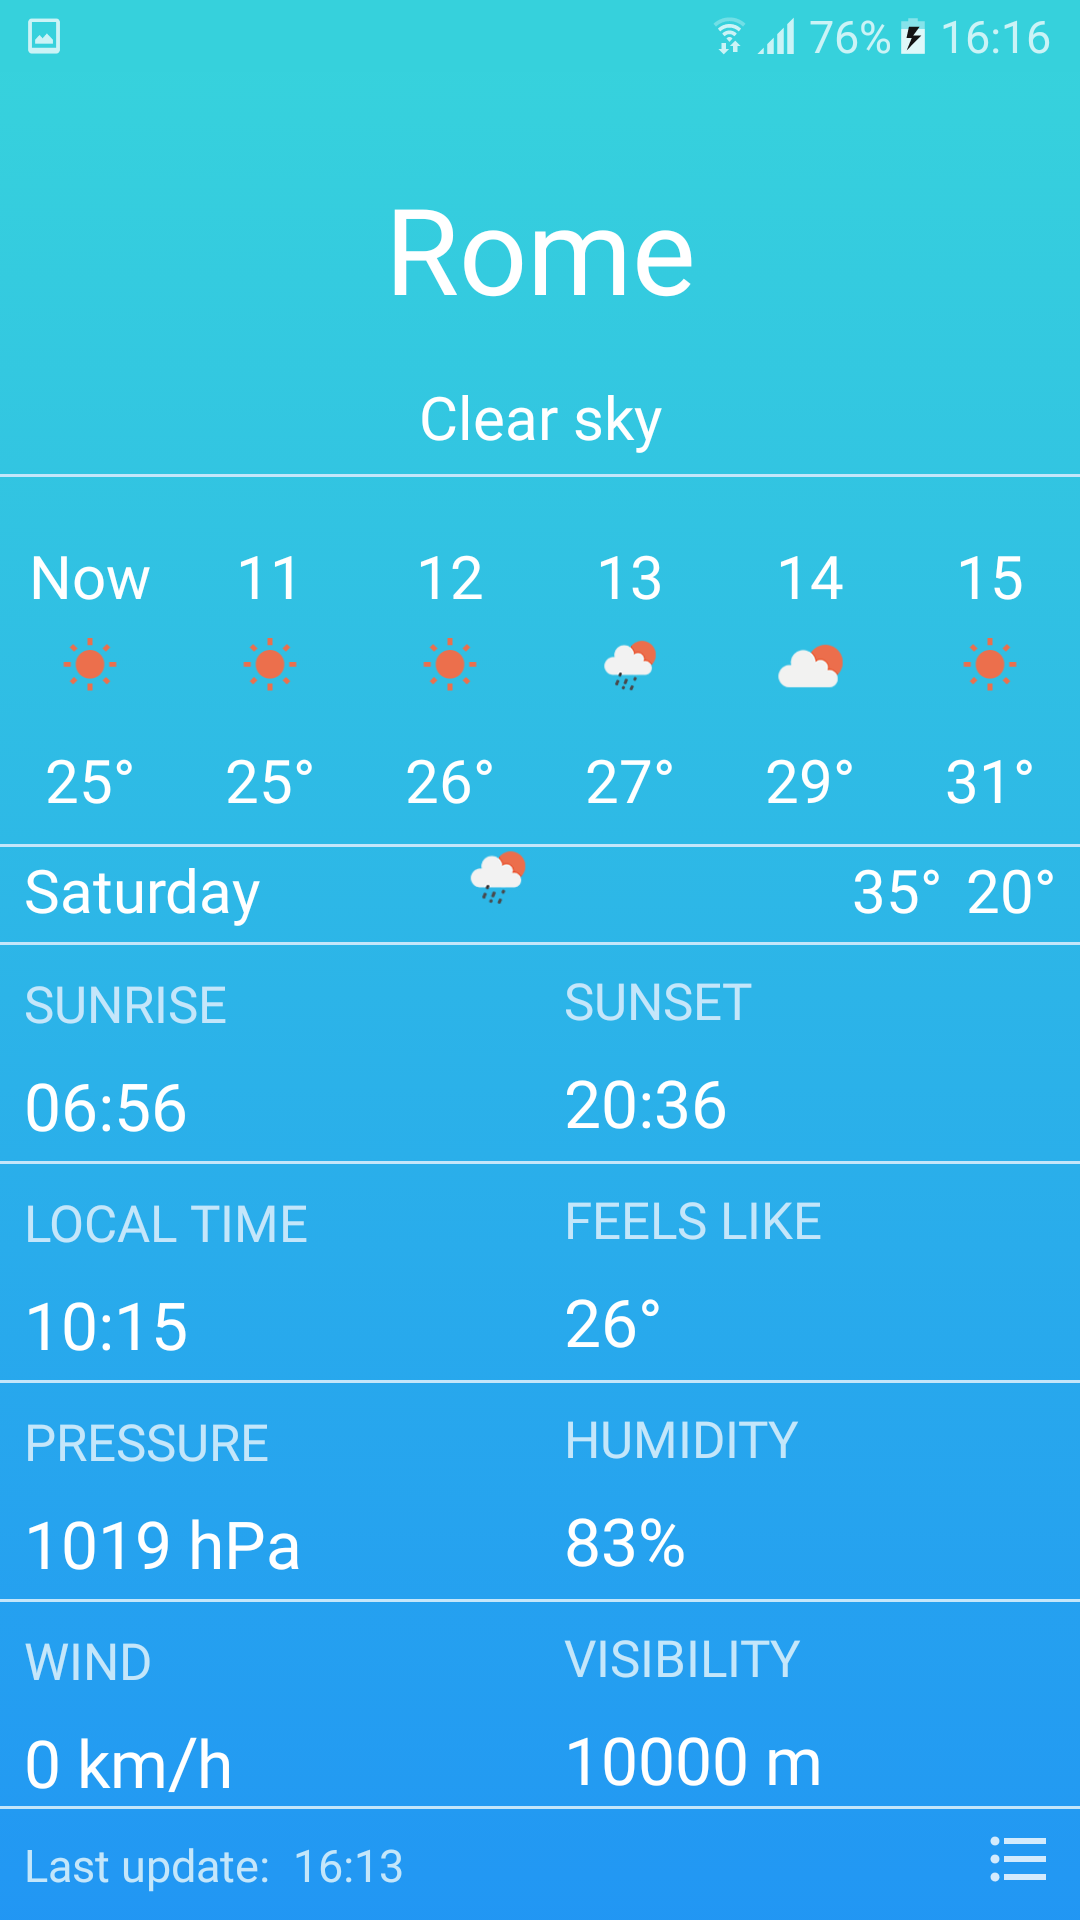 76% 16:16
Rome
Clear sky
Now 11 12 13 14 15
25° 25° 26° 27° 29° 31°
Saturday 35° 20°
SUNRISE SUNSET
06:56 20:36
LOCAL TIME FEELS LIKE
10:15 26°
PRESSURE HUMIDITY
1019 hPa 83%
WIND VISIBILITY
0 km/h 10000 m
Last update: 16:13